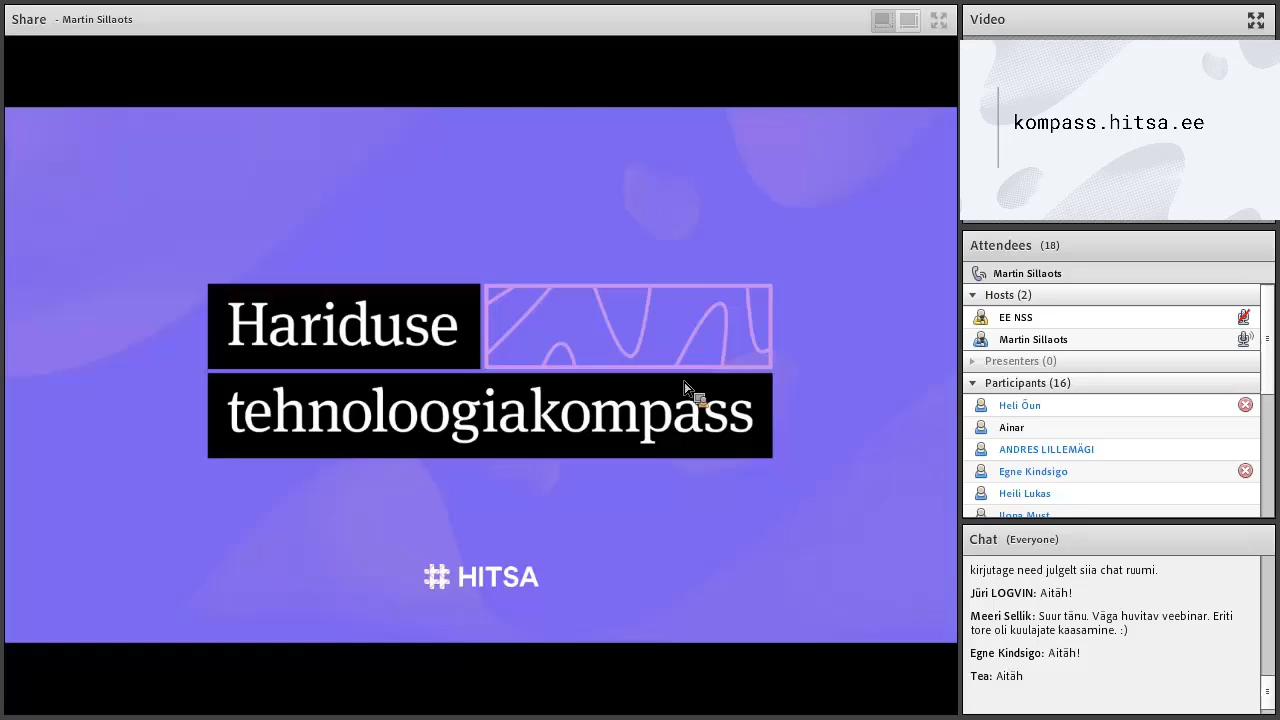 Share - Martin Sillaots
Hariduse
tehnoloogiakompass
HITSA
Video
kompass.hitsa.ee
Attendees (18)
Martin Sillaots
Hosts (2)
EE NSS
Martin Sillaots
Presenters (0)
Participants (16)
Heli Õun
Ainar
ANDRES LILLEMÄGI
Egne Kindsigo
Heili Lukas
Ilona Must
Chat (Everyone)
kirjutage need julgelt siia chat ruumi.
Jüri LOGVIN: Aitäh!
Meeri Sellik: Suur tänu. Väga huvitav veebinar. Eriti
tore oli kuulajate kaasamine. :)
Egne Kindsigo: Aitäh!
Tea: Aitäh